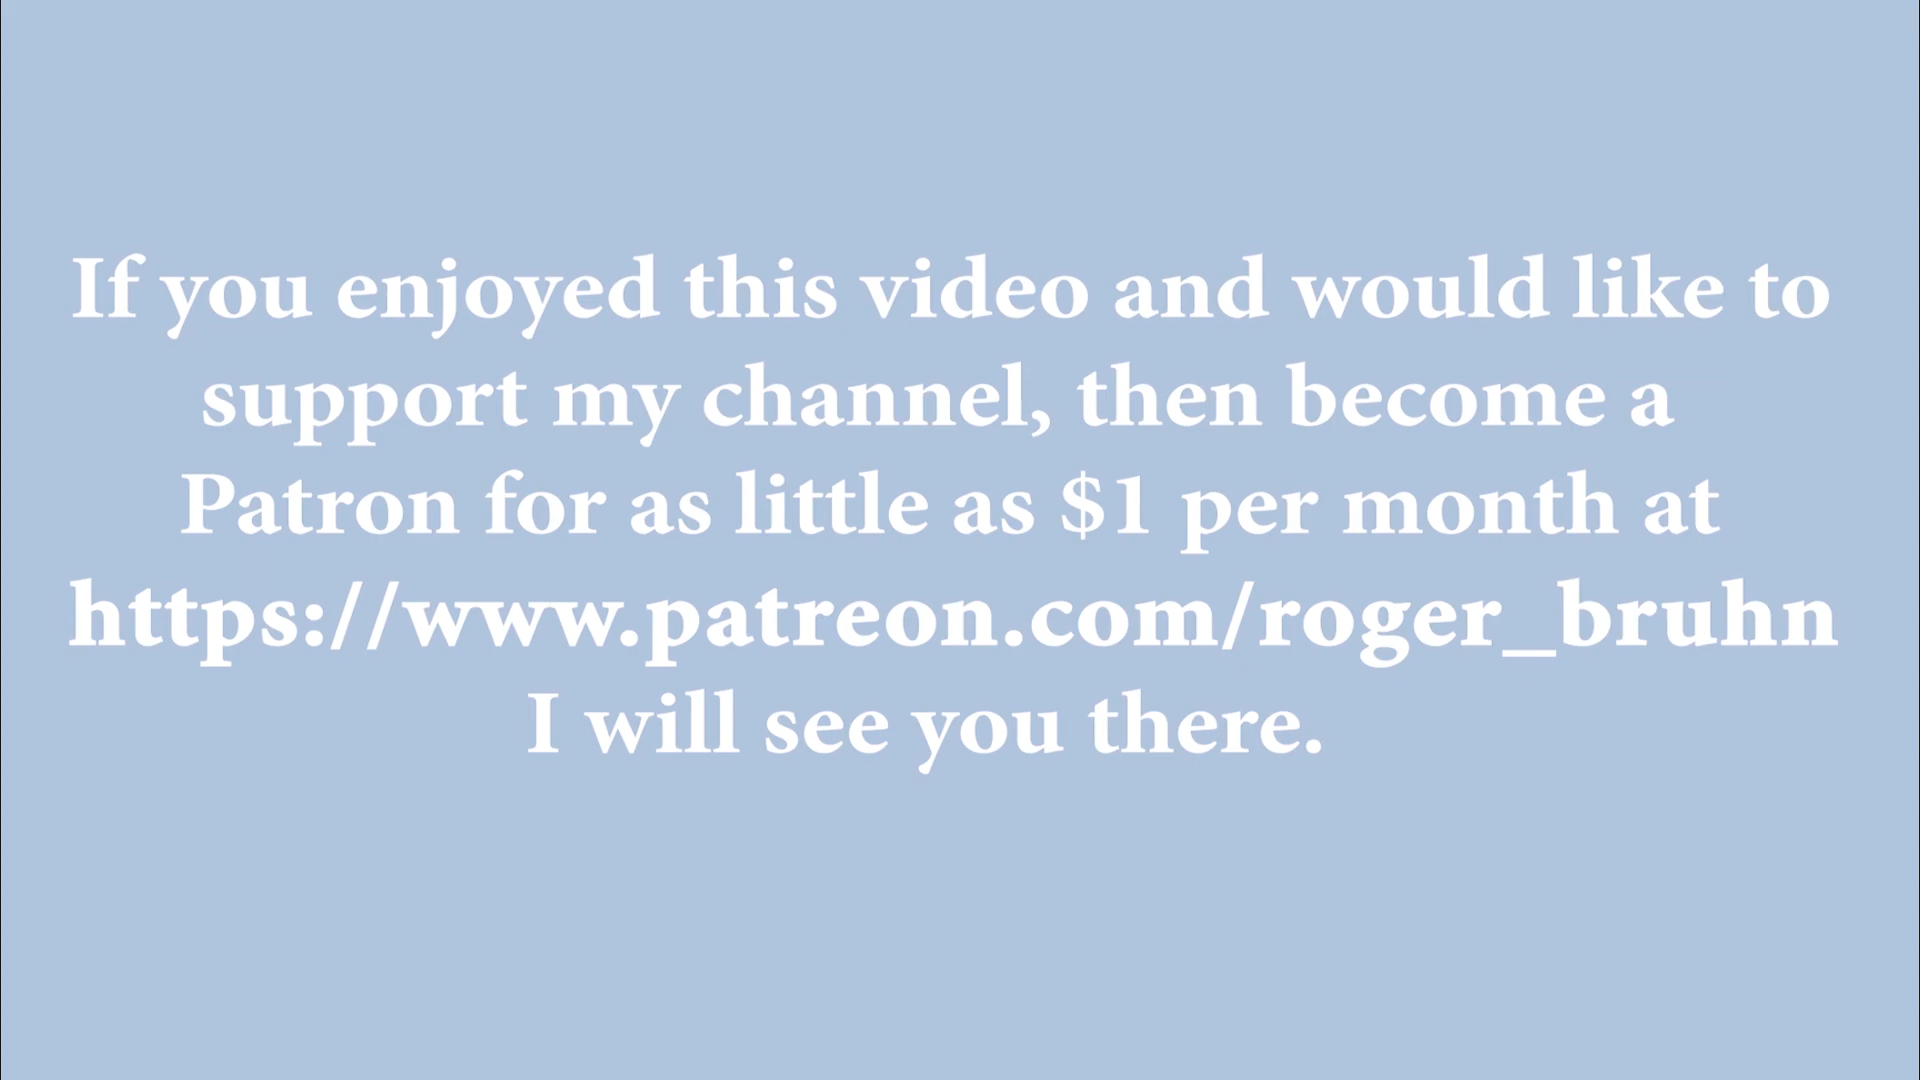 If you enjoyed this video and would like to
support my channel, then become a
Patron for as little as $1 per month at
https://www.patreon.com/roger_bruhn
I will see you there.